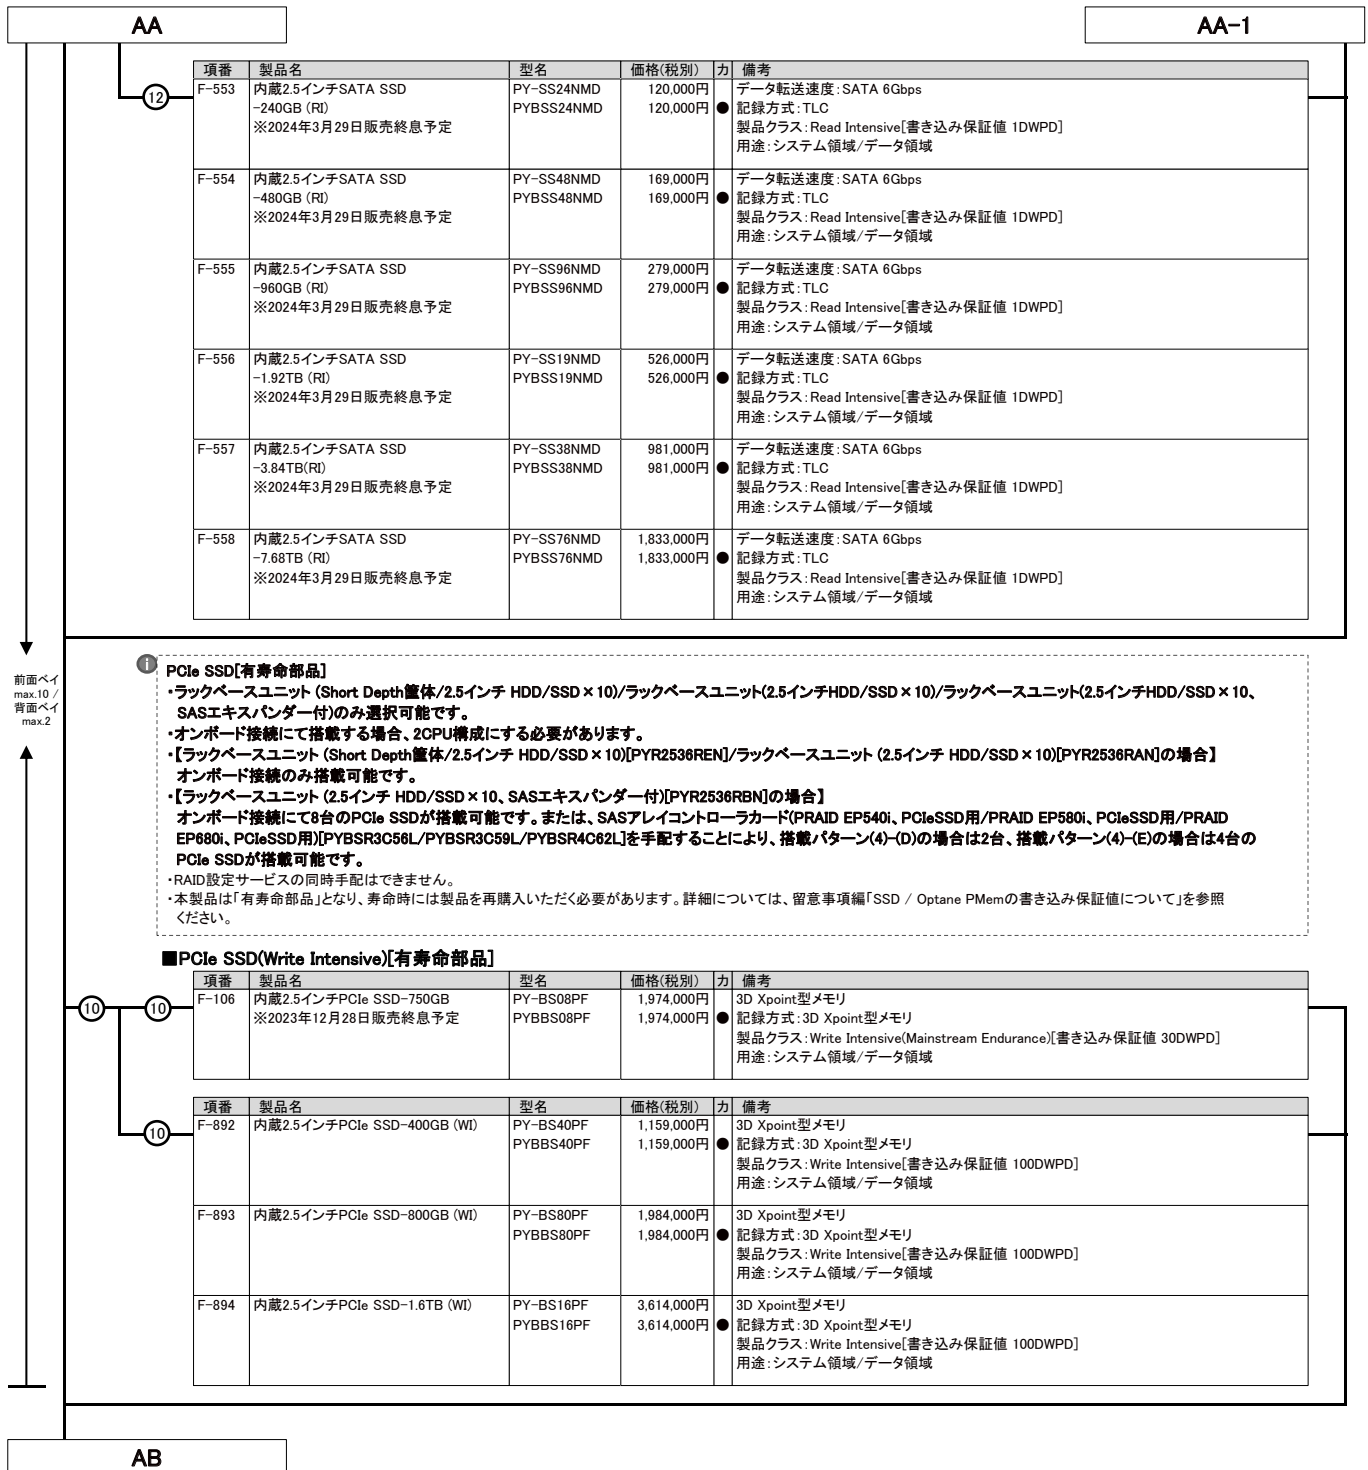 AA
AA-1
項番 製品名 型名 価格(税別) カ 備考
⑫
F-553 内蔵2.5インチSATA SSD PY-SS24NMD 120,000円 データ転送速度:SATA 6Gbps
-240GB (RI) PYBSS24NMD 120,000円 ● 記録方式:TLC
※2024年3月29日販売終息予定 製品クラス:Read Intensive[書き込み保証値 1DWPD]
用途:システム領域/データ領域
F-554 内蔵2.5インチSATA SSD PY-SS48NMD 169,000円 データ転送速度:SATA 6Gbps
-480GB (RI) PYBSS48NMD 169,000円 ● 記録方式:TLC
※2024年3月29日販売終息予定 製品クラス:Read Intensive[書き込み保証値 1DWPD]
用途:システム領域/データ領域
F-555 内蔵2.5インチSATA SSD PY-SS96NMD 279,000円 データ転送速度:SATA 6Gbps
-960GB (RI) PYBSS96NMD 279,000円 ● 記録方式:TLC
※2024年3月29日販売終息予定 製品クラス:Read Intensive[書き込み保証値 1DWPD]
用途:システム領域/データ領域
F-556 内蔵2.5インチSATA SSD PY-SS19NMD 526,000円 データ転送速度:SATA 6Gbps
-1.92TB (RI) PYBSS19NMD 526,000円 ● 記録方式:TLC
※2024年3月29日販売終息予定 製品クラス:Read Intensive[書き込み保証値 1DWPD]
用途:システム領域/データ領域
F-557 内蔵2.5インチSATA SSD PY-SS38NMD 981,000円 データ転送速度:SATA 6Gbps
-3.84TB(RI) PYBSS38NMD 981,000円 ● 記録方式:TLC
※2024年3月29日販売終息予定 製品クラス:Read Intensive[書き込み保証値 1DWPD]
用途:システム領域/データ領域
F-558 内蔵2.5インチSATA SSD PY-SS76NMD 1,833,000円 データ転送速度:SATA 6Gbps
-7.68TB (RI) PYBSS76NMD 1,833,000円 ● 記録方式:TLC
※2024年3月29日販売終息予定 製品クラス:Read Intensive[書き込み保証値 1DWPD]
用途:システム領域/データ領域
前面ベイ
max.10 /
背面ベイ
max.2
i
PCIe SSD[有寿命部品]
・ラックベースユニット (Short Depth筐体/2.5インチ HDD/SSD×10)/ラックベースユニット(2.5インチHDD/SSD×10)/ラックベースユニット(2.5インチHDD/SSD×10、
SASエキスパンダー付)のみ選択可能です。
・オンボード接続にて搭載する場合、2CPU構成にする必要があります。
・【ラックベースユニット (Short Depth筐体/2.5インチ HDD/SSD×10)[PYR2536REN]/ラックベースユニット (2.5インチ HDD/SSD×10)[PYR2536RAN]の場合】
オンボード接続のみ搭載可能です。
・【ラックベースユニット (2.5インチ HDD/SSD×10、SASエキスパンダー付)[PYR2536RBN]の場合】
オンボード接続にて8台のPCIe SSDが搭載可能です。または、SASアレイコントローラカード(PRAID EP540i、PCIeSSD用/PRAID EP580i、PCIeSSD用/PRAID
EP680i、PCIeSSD用)[PYBSR3C56L/PYBSR3C59L/PYBSR4C62L]を手配することにより、搭載パターン(4)-(D)の場合は2台、搭載パターン(4)-(E)の場合は4台の
PCIe SSDが搭載可能です。
・RAID設定サービスの同時手配はできません。
・本製品は「有寿命部品」となり、寿命時には製品を再購入いただく必要があります。詳細については、留意事項編「SSD / Optane PMemの書き込み保証値について」を参照
ください。
■PCIe SSD(Write Intensive)[有寿命部品]
項番 製品名 型名 価格(税別) カ 備考
⑩ ⑩
F-106 内蔵2.5インチPCIe SSD-750GB PY-BS08PF 1,974,000円 3D Xpoint型メモリ
※2023年12月28日販売終息予定 PYBBS08PF 1,974,000円 ● 記録方式:3D Xpoint型メモリ
製品クラス:Write Intensive(Mainstream Endurance)[書き込み保証値 30DWPD]
用途:システム領域/データ領域
項番 製品名 型名 価格(税別) カ 備考
⑩
F-892 内蔵2.5インチPCIe SSD-400GB (WI) PY-BS40PF 1,159,000円 3D Xpoint型メモリ
PYBBS40PF 1,159,000円 ● 記録方式:3D Xpoint型メモリ
製品クラス:Write Intensive[書き込み保証値 100DWPD]
用途:システム領域/データ領域
F-893 内蔵2.5インチPCIe SSD-800GB (WI) PY-BS80PF 1,984,000円 3D Xpoint型メモリ
PYBBS80PF 1,984,000円 ● 記録方式:3D Xpoint型メモリ
製品クラス:Write Intensive[書き込み保証値 100DWPD]
用途:システム領域/データ領域
F-894 内蔵2.5インチPCIe SSD-1.6TB (WI) PY-BS16PF 3,614,000円 3D Xpoint型メモリ
PYBBS16PF 3,614,000円 ● 記録方式:3D Xpoint型メモリ
製品クラス:Write Intensive[書き込み保証値 100DWPD]
用途:システム領域/データ領域
AB